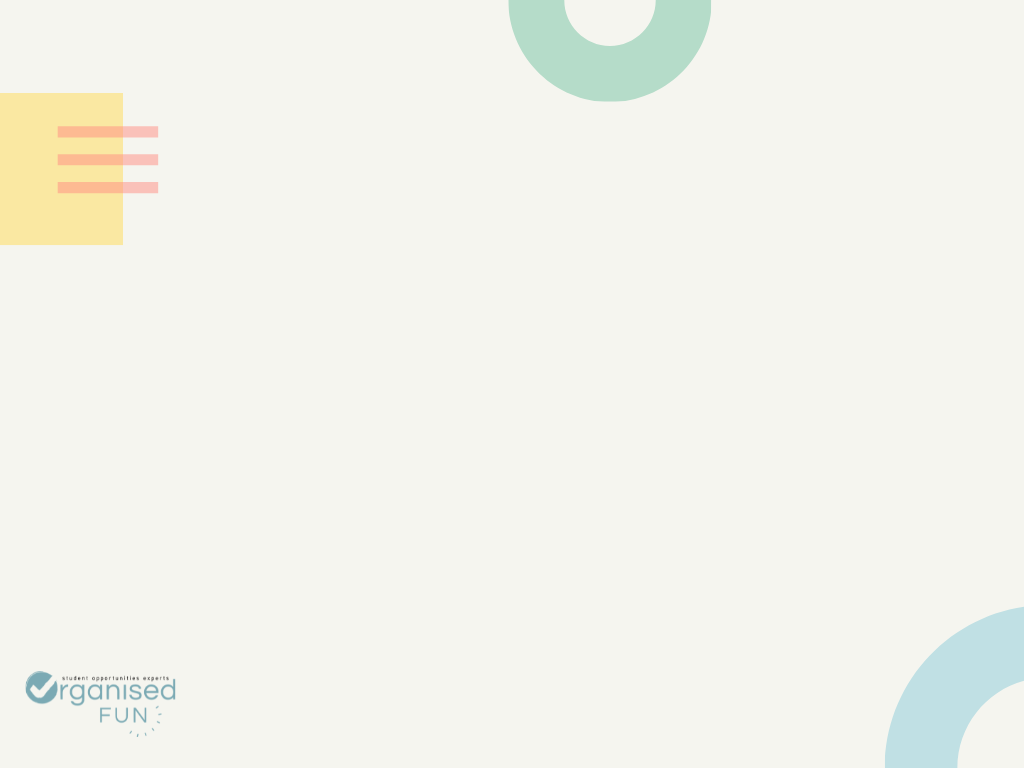 student opportunities experts
Organised
FUN